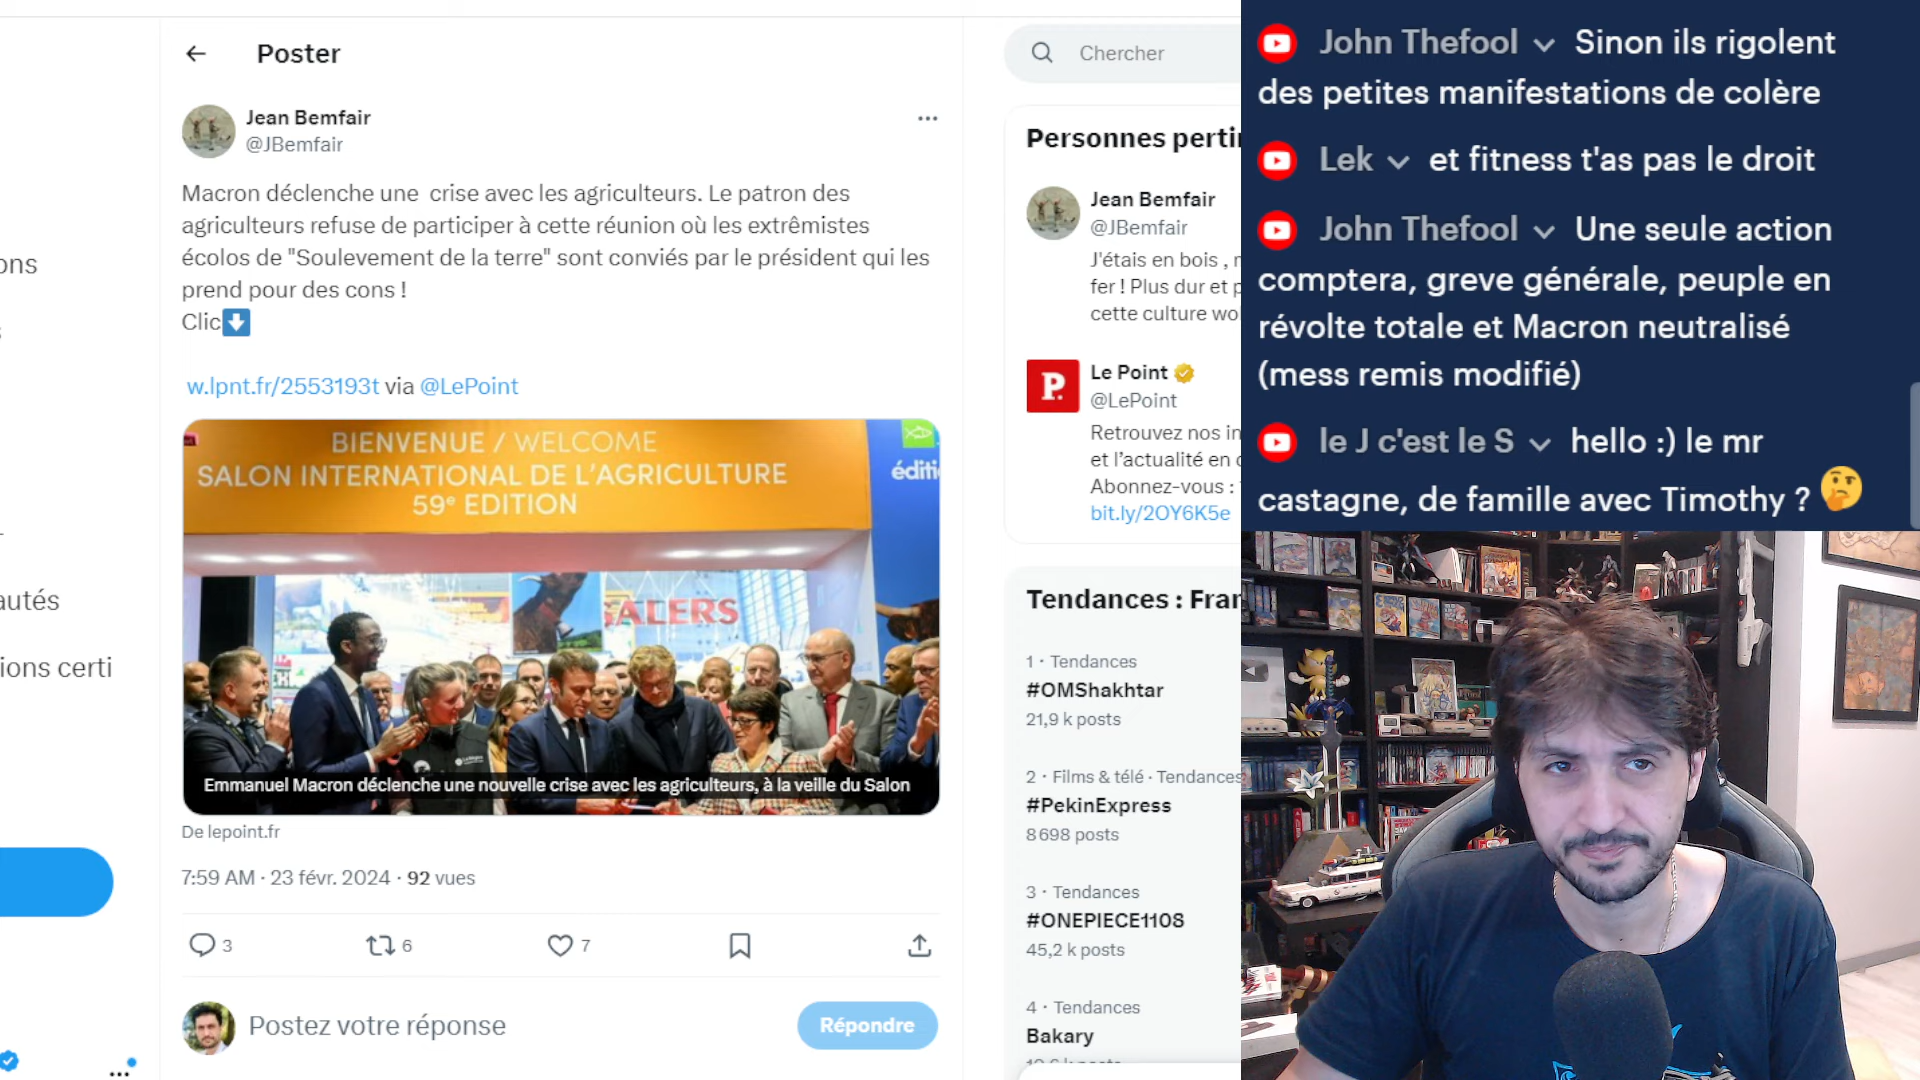 Poster
Jean Bemfair
@JBemfair
Macron déclenche une crise avec les agriculteurs. Le patron des
agriculteurs refuse de participer à cette réunion où les extrêmistes
écolos de "Soulevement de la terre" sont conviés par le président qui les
prend pour des cons !
Clic⬇️
w.lpnt.fr/2553193t via @LePoint
BIENVENUE / WELCOME
SALON INTERNATIONAL DE L'AGRICULTURE
59e EDITION
éditi
SALERS
Emmanuel Macron déclenche une nouvelle crise avec les agriculteurs, à la veille du Salon
De lepoint.fr
7:59 AM · 23 févr. 2024 · 92 vues
3
6
7
Postez votre réponse
Répondre
ons
autés
ions certi
Chercher
Personnes perti
Jean Bemfair
@JBemfair
J'étais en bois , 
fer ! Plus dur et p
cette culture wo
P.
Le Point
@LePoint
Retrouvez nos in
et l'actualité en c
Abonnez-vous :
bit.ly/2OY6K5e
Tendances : Fran
1 · Tendances
#OMShakhtar
21,9 k posts
2 · Films & télé · Tendances
#PekinExpress
8 698 posts
3 · Tendances
#ONEPIECE1108
45,2 k posts
4 · Tendances
Bakary
John Thefool Sinon ils rigolent
des petites manifestations de colère
Lek et fitness t'as pas le droit
John Thefool Une seule action
comptera, greve générale, peuple en
révolte totale et Macron neutralisé
(mess remis modifié)
le J c'est le S hello :) le mr
castagne, de famille avec Timothy ? 🤔